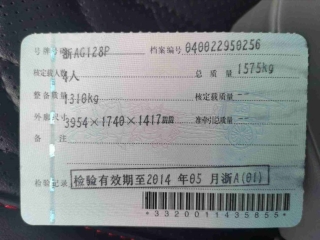 号牌号码 浙AG128P 档案编号 040022950256
核定载人数 4人 总质量 1575kg
整备质量 1310kg 核定载质量 --
外廓尺寸 3954×1740×1417㎜ 准牵引总质量 --
备注
检验记录 检验有效期至2014年05月浙A(01)
*3320011435855*